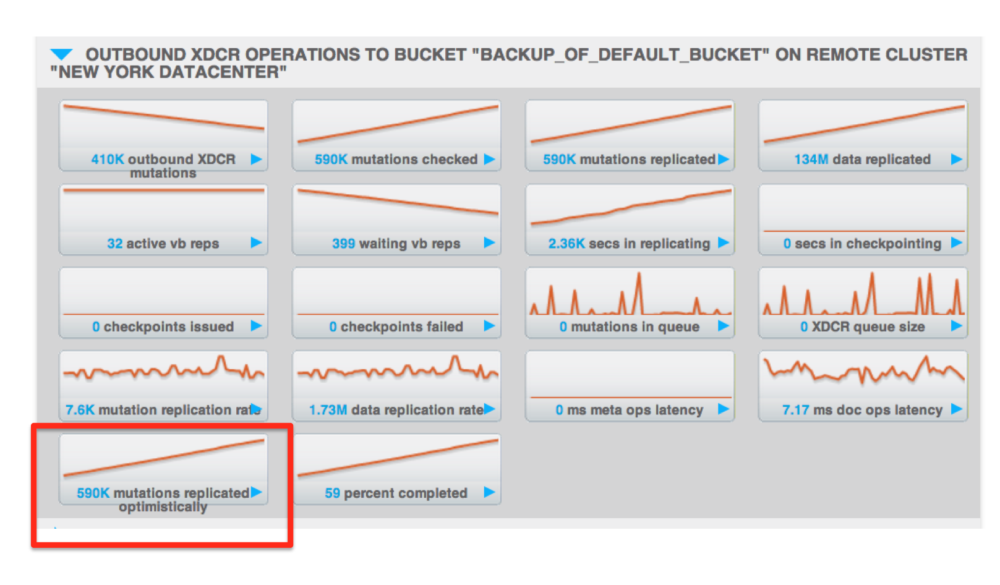 OUTBOUND XDCR OPERATIONS TO BUCKET "BACKUP_OF_DEFAULT_BUCKET" ON REMOTE CLUSTER
"NEW YORK DATACENTER"
410K outbound XDCR
mutations
590K mutations checked
590K mutations replicated
134M data replicated
32 active vb reps
399 waiting vb reps
2.36K secs in replicating
0 secs in checkpointing
0 checkpoints issued
0 checkpoints failed
0 mutations in queue
0 XDCR queue size
7.6K mutation replication rate
1.73M data replication rate
0 ms meta ops latency
7.17 ms doc ops latency
590K mutations replicated
optimistically
59 percent completed